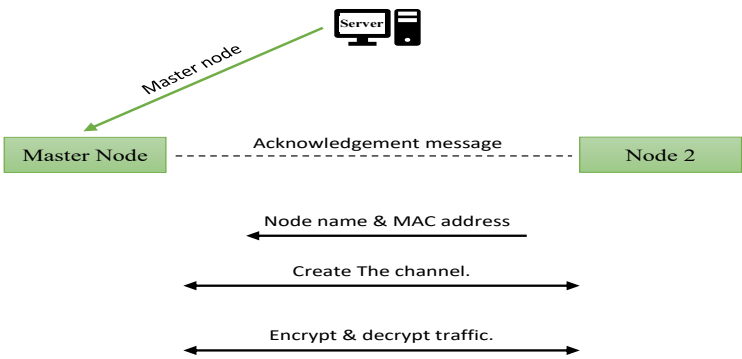 Server
Master node
Acknowledgement message
Master Node
Node 2
Node name & MAC address
Create The channel.
Encrypt & decrypt traffic.